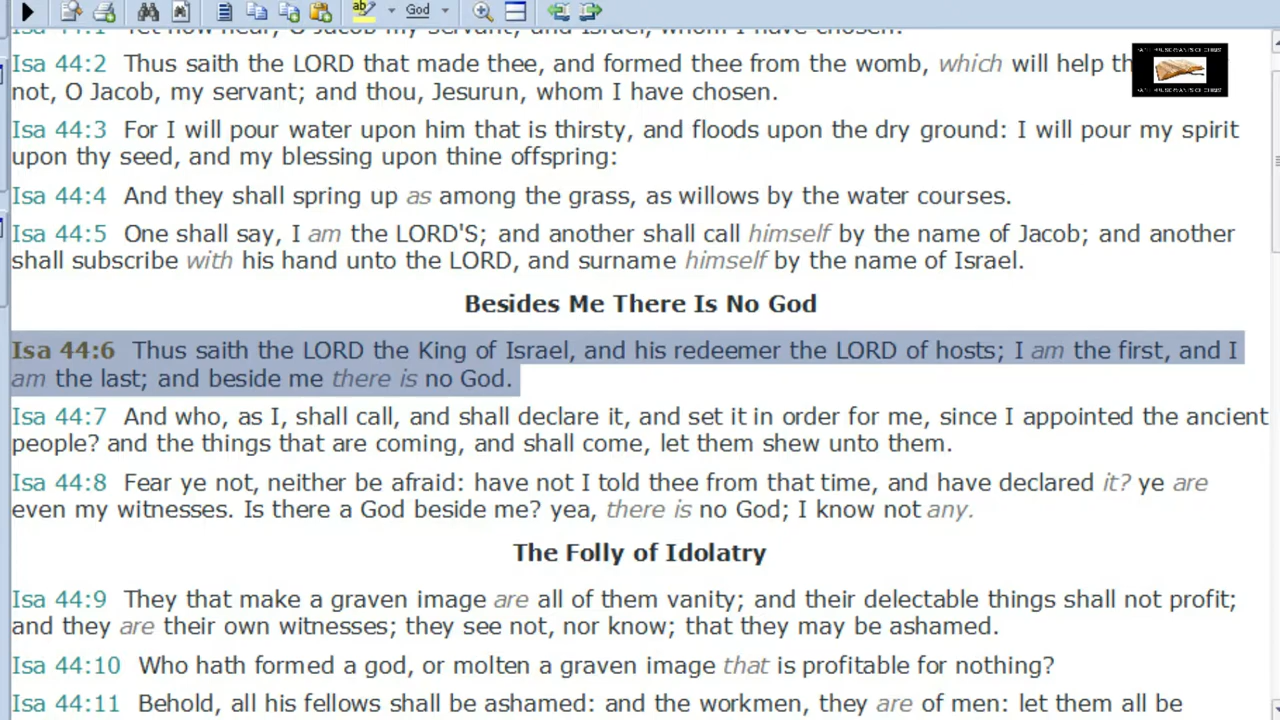 ab
God
Isa 44:1 Yet now hear, O Jacob my servant; and Israel, whom I have chosen:
Isa 44:2 Thus saith the LORD that made thee, and formed thee from the womb, which will help
not, O Jacob, my servant; and thou, Jesurun, whom I have chosen.
Isa 44:3 For I will pour water upon him that is thirsty, and floods upon the dry ground: I will pour my spirit
upon thy seed, and my blessing upon thine offspring:
Isa 44:4 And they shall spring up as among the grass, as willows by the water courses.
Isa 44:5 One shall say, I am the LORD'S; and another shall call himself by the name of Jacob; and another
shall subscribe with his hand unto the LORD, and surname himself by the name of Israel.
Besides Me There Is No God
Isa 44:6 Thus saith the LORD the King of Israel, and his redeemer the LORD of hosts; I am the first, and I
am the last; and beside me there is no God.
Isa 44:7 And who, as I, shall call, and shall declare it, and set it in order for me, since I appointed the ancient
people? and the things that are coming, and shall come, let them shew unto them.
Isa 44:8 Fear ye not, neither be afraid: have not I told thee from that time, and have declared it? ye are
even my witnesses. Is there a God beside me? yea, there is no God; I know not any.
The Folly of Idolatry
Isa 44:9 They that make a graven image are all of them vanity; and their delectable things shall not profit;
and they are their own witnesses; they see not, nor know; that they may be ashamed.
Isa 44:10 Who hath formed a god, or molten a graven image that is profitable for nothing?
Isa 44:11 Behold, all his fellows shall be ashamed: and the workmen, they are of men: let them all be